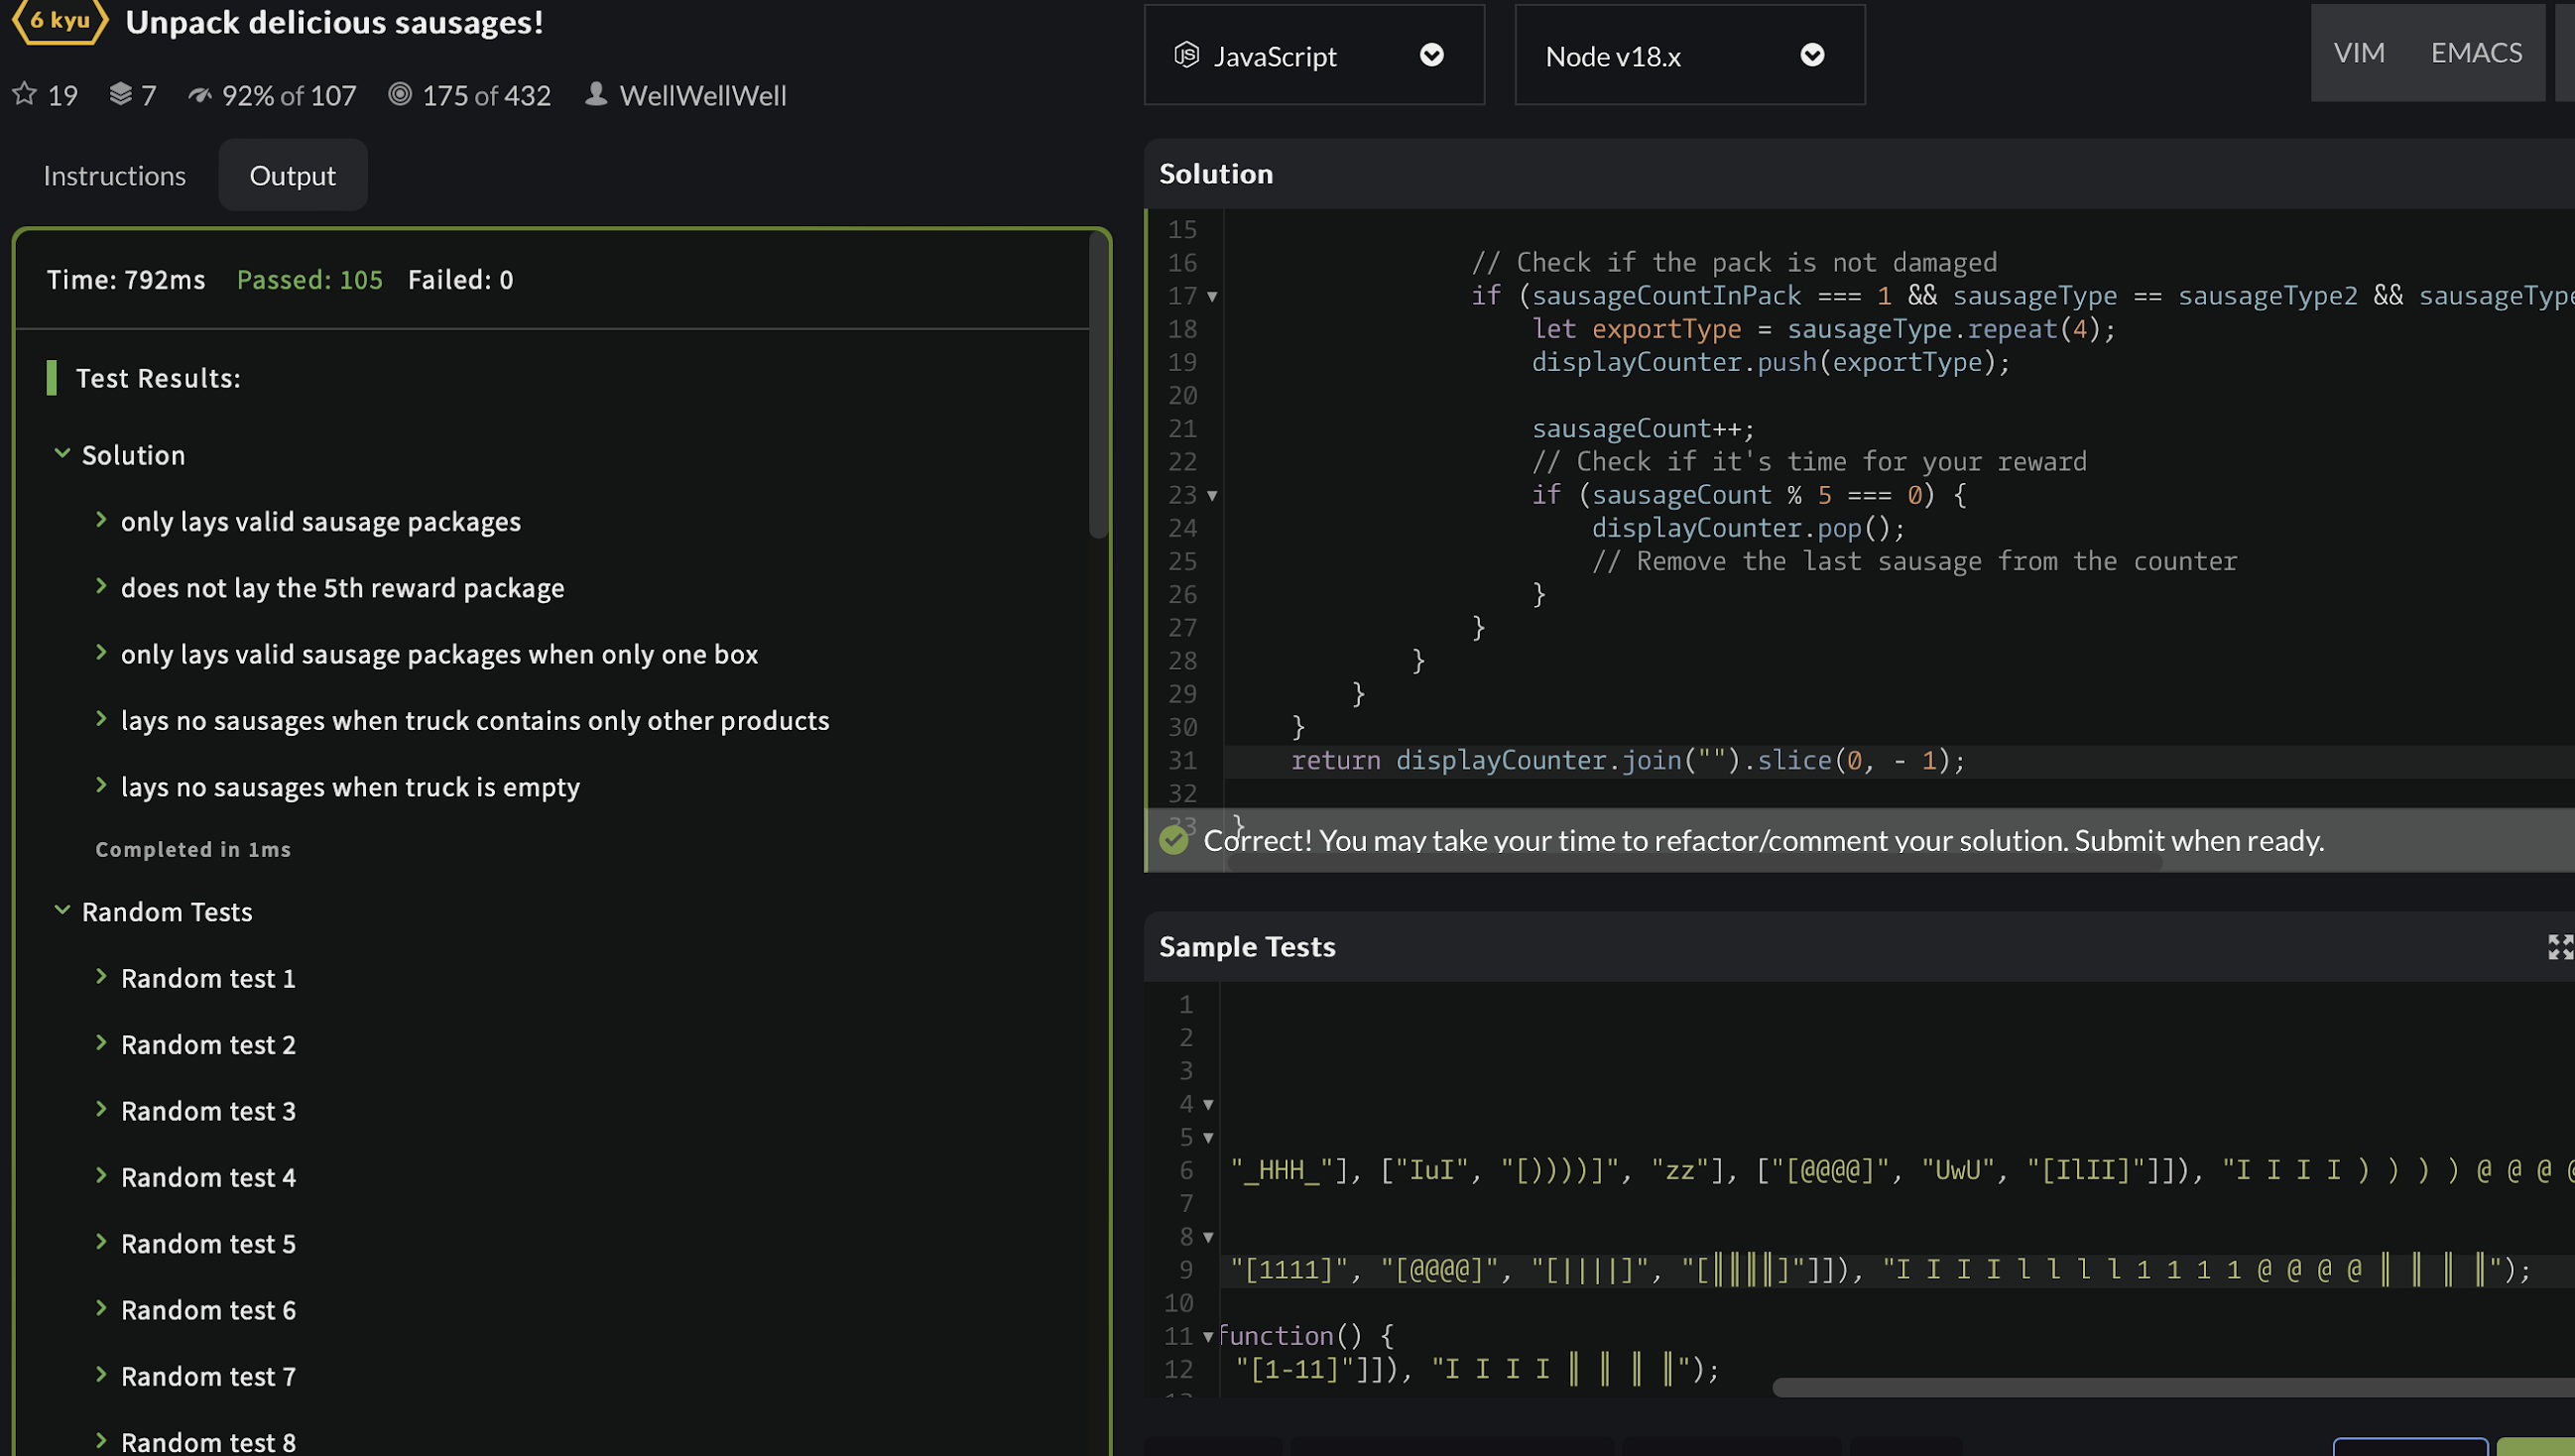 6 kyu Unpack delicious sausages!
19 7 92% of 107 175 of 432 WellWellWell
Instructions Output
Time: 792ms Passed: 105 Failed: 0
Test Results:
Solution
only lays valid sausage packages
does not lay the 5th reward package
only lays valid sausage packages when only one box
lays no sausages when truck contains only other products
lays no sausages when truck is empty
Completed in 1ms
Random Tests
Random test 1
Random test 2
Random test 3
Random test 4
Random test 5
Random test 6
Random test 7
Random test 8
JavaScript Node v18.x VIM EMACS
Solution
15
16 // Check if the pack is not damaged
17 if (sausageCountInPack === 1 && sausageType == sausageType2 && sausageType
18 let exportType = sausageType.repeat(4);
19 displayCounter.push(exportType);
20
21 sausageCount++;
22 // Check if it's time for your reward
23 if (sausageCount % 5 === 0) {
24 displayCounter.pop();
25 // Remove the last sausage from the counter
26 }
27 }
28 }
29 }
30 }
31 return displayCounter.join("").slice(0, - 1);
32
33 }
Correct! You may take your time to refactor/comment your solution. Submit when ready.
Sample Tests
1
2
3
4
5
6 "_HHH_"], ["IuI", "[))))]", "zz"], ["[@@@@]", "UwU", "[IlII]"]]), "I I I I ) ) ) ) @ @ @ @
7
8
9 "[1111]", "[@@@@]", "[||||]", "[‖‖‖‖]"]]), "I I I I l l l l 1 1 1 1 @ @ @ @ ‖ ‖ ‖ ‖");
10
11 function() {
12 "[1-11]"]]), "I I I I ‖ ‖ ‖ ‖");
13